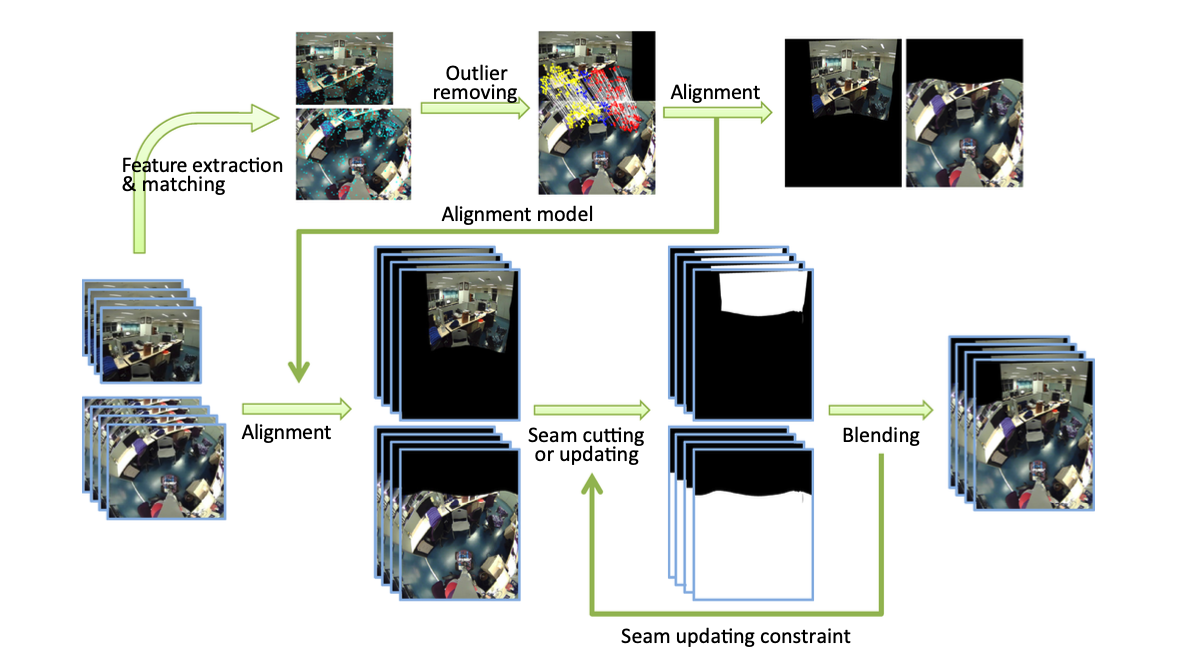 Outlier
removing
Alignment
Feature extraction
& matching
Alignment model
Alignment
Seam cutting
or updating
Blending
Seam updating constraint